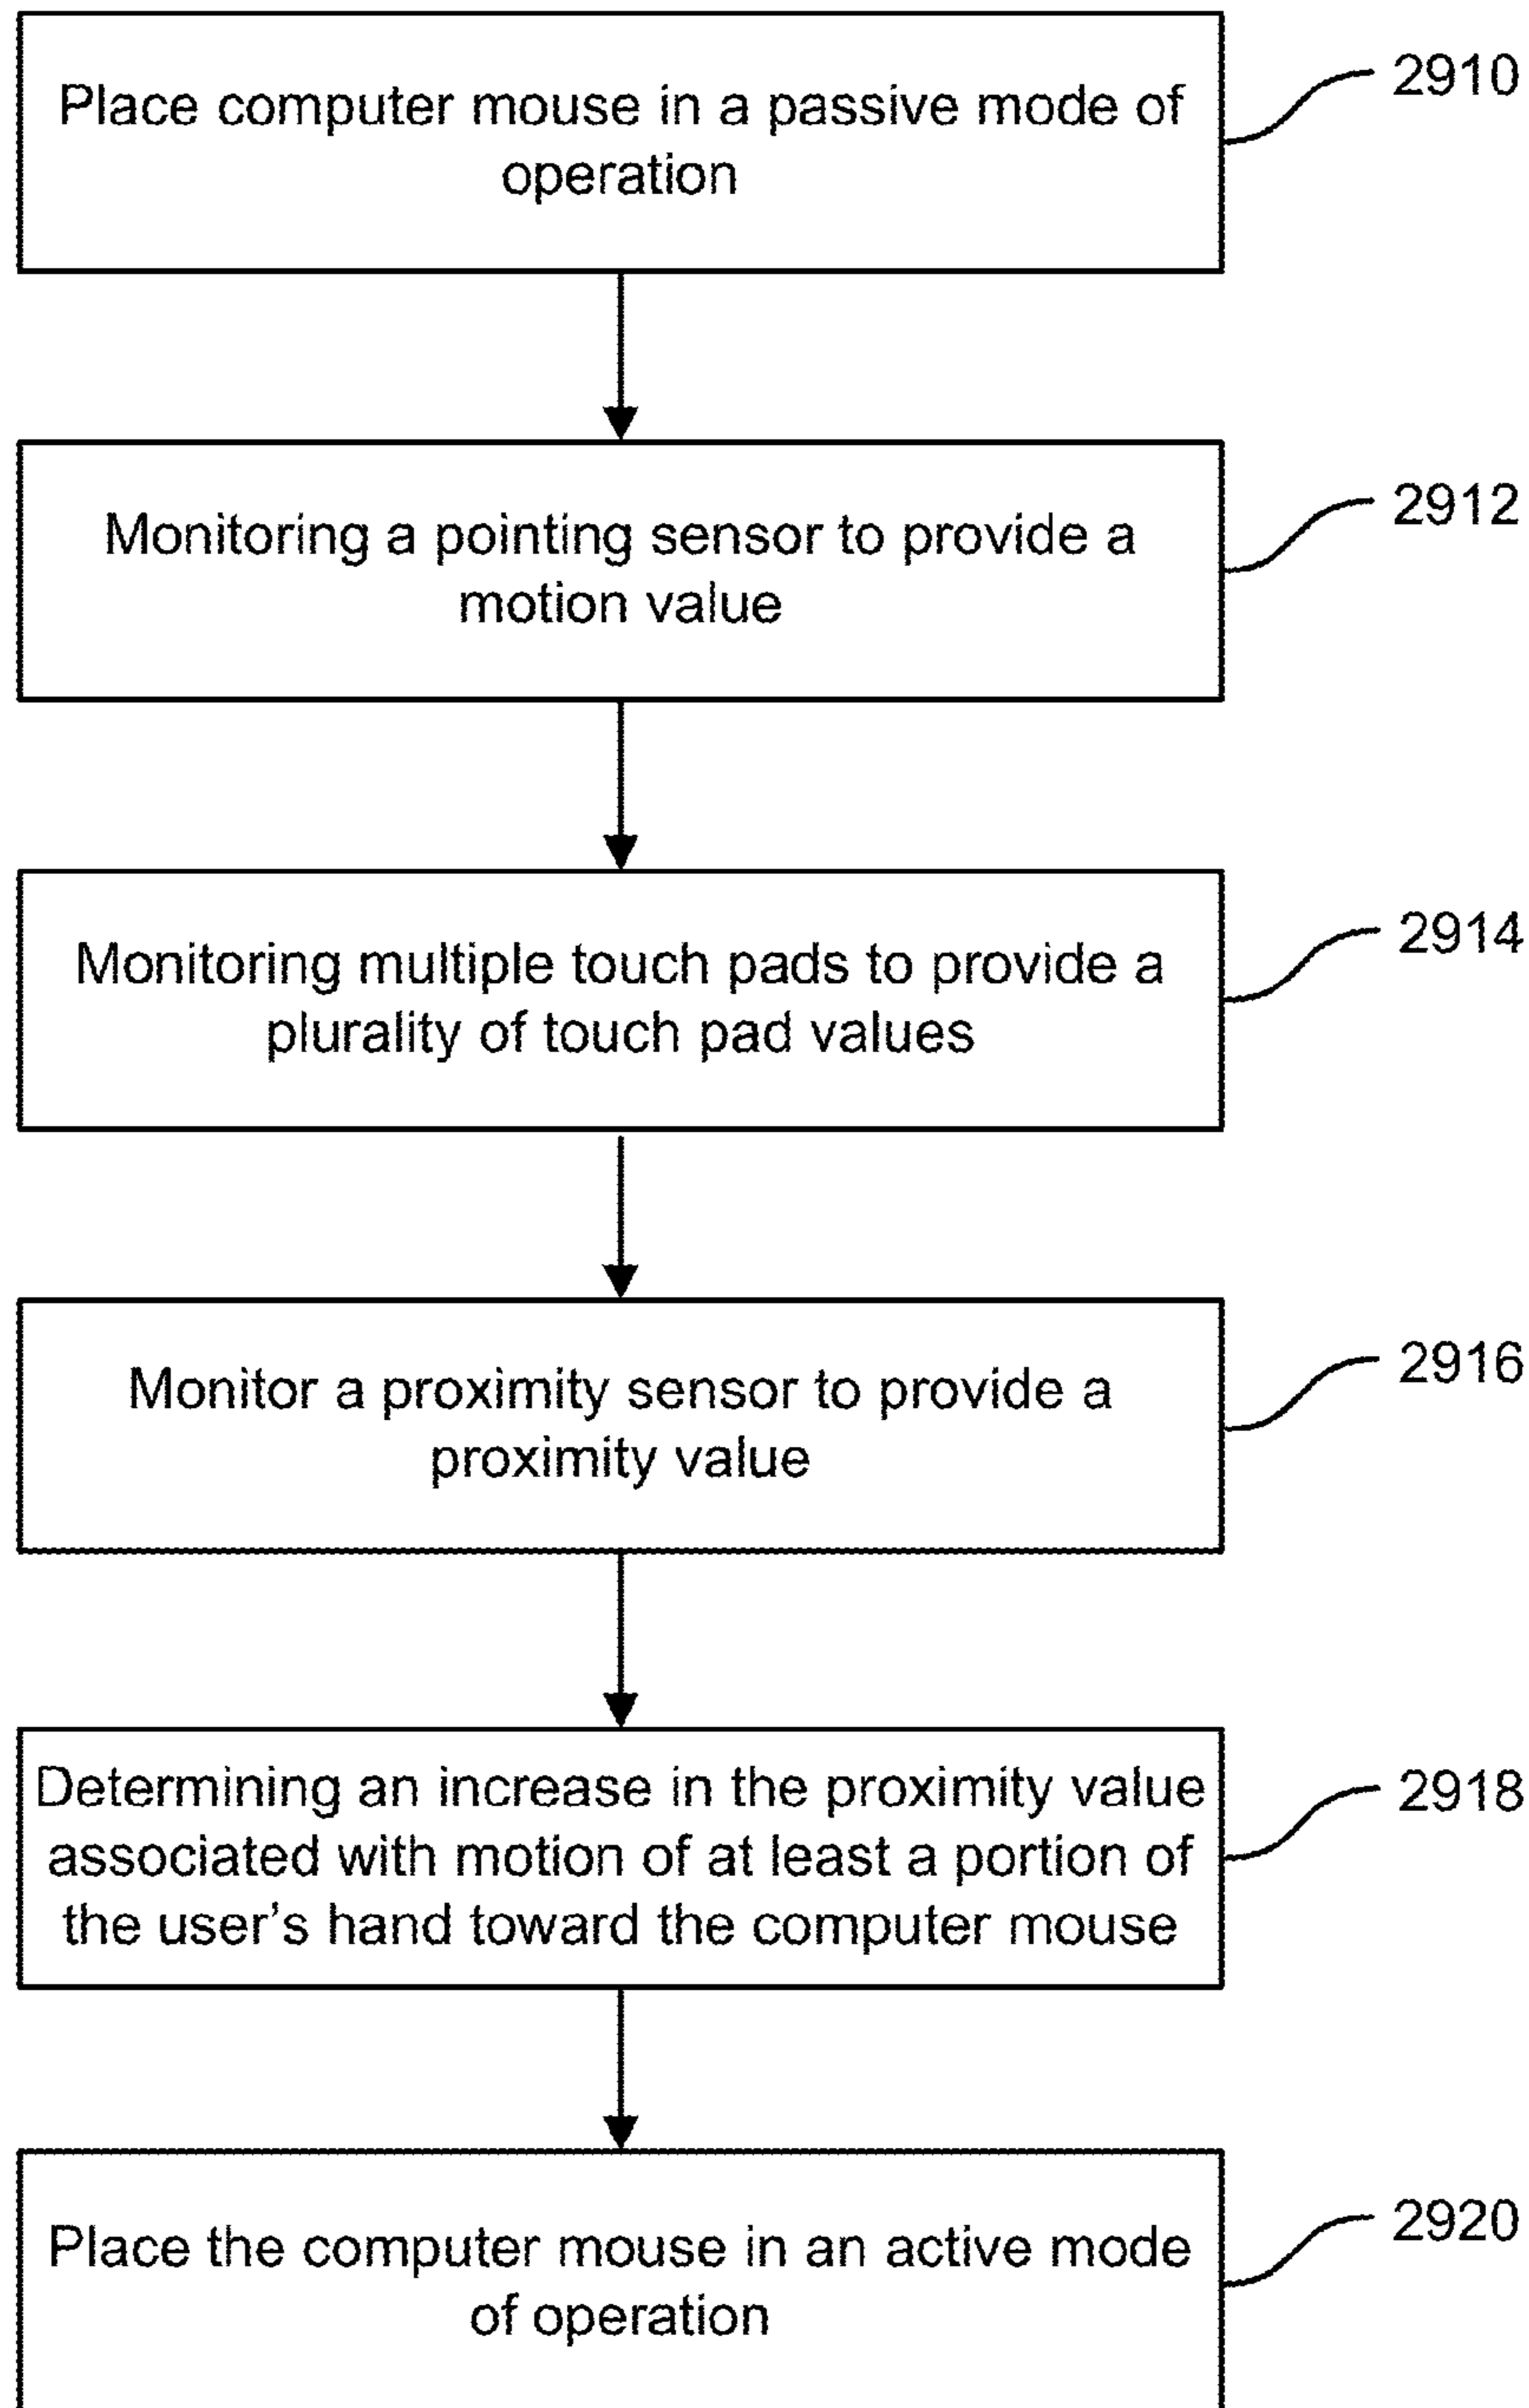 Place computer mouse in a passive mode of
operation
2910
Monitoring a pointing sensor to provide a
motion value
2912
Monitoring multiple touch pads to provide a
plurality of touch pad values
2914
Monitor a proximity sensor to provide a
proximity value
2916
Determining an increase in the proximity value
associated with motion of at least a portion of
the user's hand toward the computer mouse
2918
Place the computer mouse in an active mode
of operation
2920